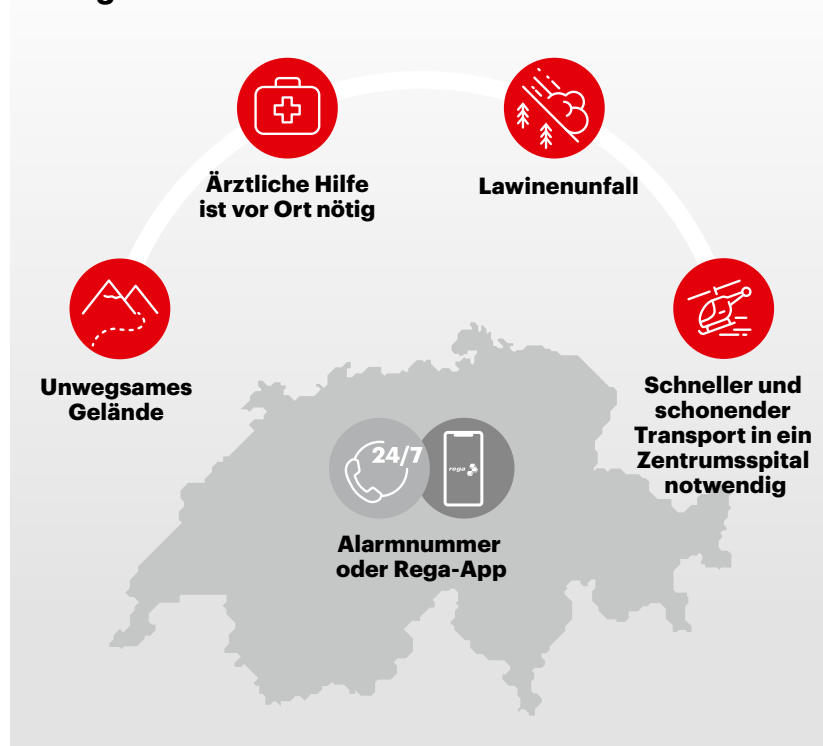 Ärztliche Hilfe
ist vor Ort nötig
Lawinenunfall
Unwegsames
Gelände
Schneller und
schonender
Transport in ein
Zentrumsspital
notwendig
24/7
rega
Alarmnummer
oder Rega-App